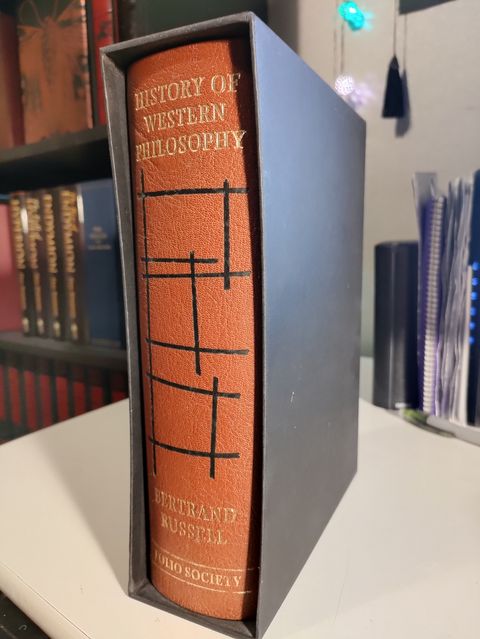 HISTORY OF
WESTERN
PHILOSOPHY
BERTRAND
RUSSELL
FOLIO SOCIETY